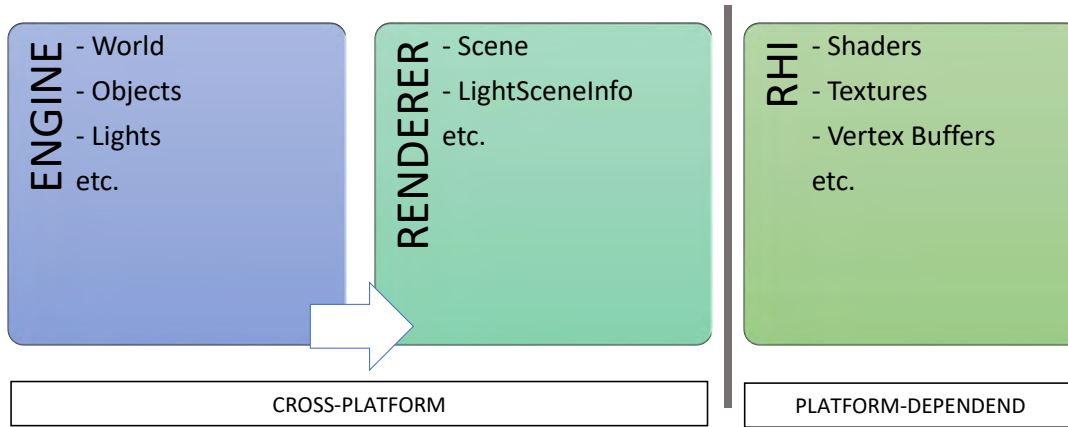 ENGINE
- World
- Objects
- Lights
etc.
RENDERER
- Scene
- LightSceneInfo
etc.
RHI
- Shaders
- Textures
- Vertex Buffers
etc.
CROSS-PLATFORM
PLATFORM-DEPENDEND